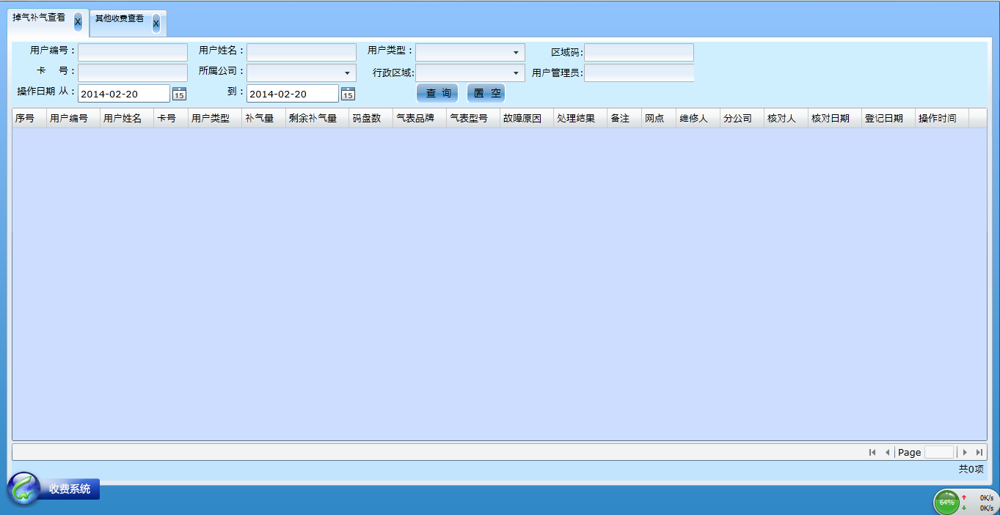 掉气补气查看 X 其他收费查看 X
用户编号： 用户姓名： 用户类型： 区域码:
卡 号： 所属公司： 行政区域: 用户管理员:
操作日期 从： 2014-02-20 15 到： 2014-02-20 15 查 询 置 空
序号 用户编号 用户姓名 卡号 用户类型 补气量 剩余补气量 码盘数 气表品牌 气表型号 故障原因 处理结果 备注 网点 维修人 分公司 核对人 核对日期 登记日期 操作时间
Page
共0项
收费系统
64% 0K/s
0K/s